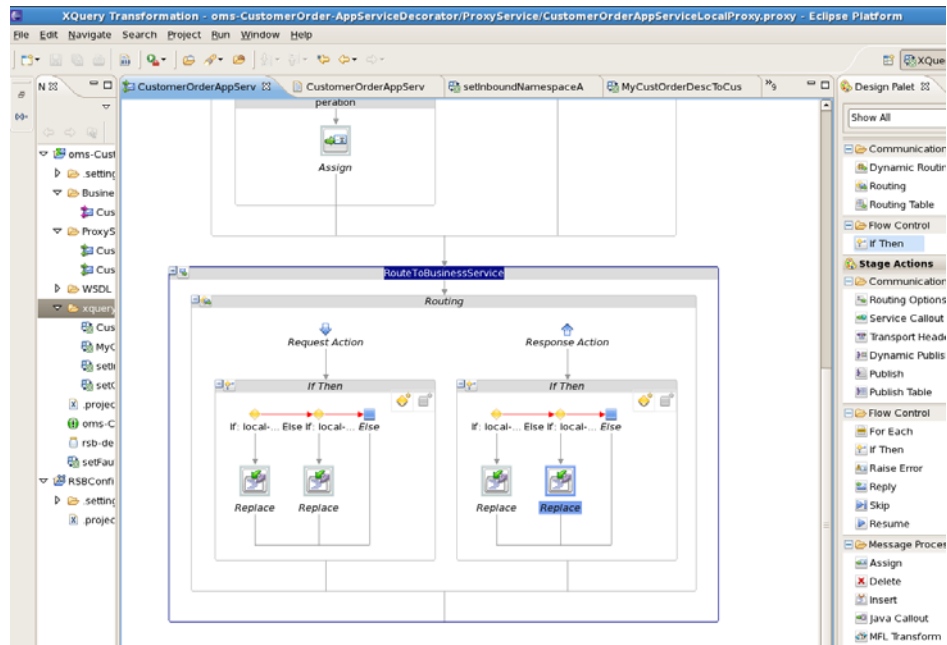 XQuery Transformation - oms-CustomerOrder-AppServiceDecorator/ProxyService/CustomerOrderAppServiceLocalProxy.proxy - Eclipse Platform
File Edit Navigate Search Project Run Window Help
XQue
N
CustomerOrderAppServ
CustomerOrderAppServ
setInboundNamespaceA
MyCustOrderDescToCus
9
Design Palet
Show All
oms-Cust
.setting
Busine
Cus
ProxyS
Cus
Cus
WSDL
xquery
Cus
MyC
setI
setC
.projec
oms-C
rsb-de
setFau
RSBConfi
.setting
.projec
peration
Assign
RouteToBusinessService
Routing
Request Action
Response Action
If Then
If Then
If: local-... Else If: local-... Else
If: local-... Else If: local-... Else
Replace
Replace
Replace
Replace
Communication
Dynamic Routin
Routing
Routing Table
Flow Control
If Then
Stage Actions
Communication
Routing Options
Service Callout
Transport Heade
Dynamic Publis
Publish
Publish Table
Flow Control
For Each
If Then
Raise Error
Reply
Skip
Resume
Message Proces
Assign
Delete
Insert
Java Callout
MFL Transform